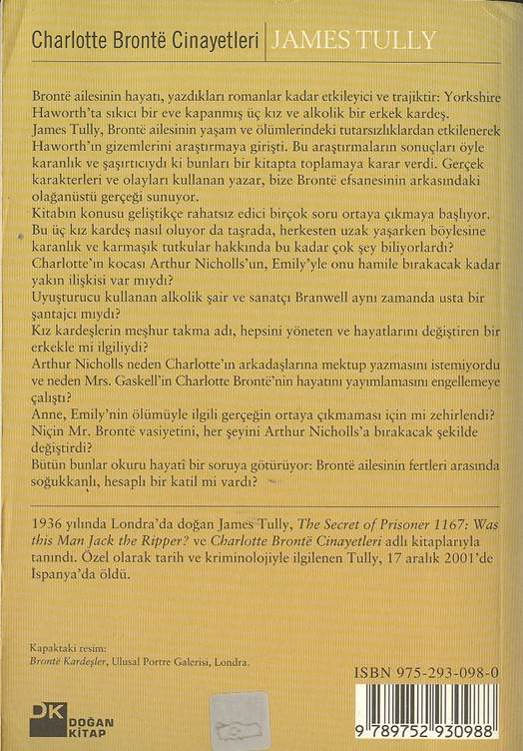 Charlotte Brontë Cinayetleri | JAMES TULLY
Brontë ailesinin hayatı, yazdıkları romanlar kadar etkileyici ve trajiktir: Yorkshire
Haworth'ta sıkıcı bir eve kapanmış üç kız ve alkolik bir erkek kardeş.
James Tully, Brontë ailesinin yaşam ve ölümlerindeki tutarsızlıklardan etkilenerek
Haworth'ın gizemlerini araştırmaya girişti. Bu araştırmaların sonuçları öyle
karanlık ve şaşırtıcıydı ki bunları bir kitapta toplamaya karar verdi. Gerçek
karakterleri ve olayları kullanan yazar, bize Brontë efsanesinin arkasındaki
olağanüstü gerçeği sunuyor.
Kitabın konusu geliştikçe rahatsız edici birçok soru ortaya çıkmaya başlıyor.
Bu üç kız kardeş nasıl oluyor da taşrada, herkesten uzak yaşarken böylesine
karanlık ve karmaşık tutkular hakkında bu kadar çok şey biliyorlardı?
Charlotte'ın kocası Arthur Nicholls'un, Emily'yle onu hamile bırakacak kadar
yakın ilişkisi var mıydı?
Uyuşturucu kullanan alkolik şair ve sanatçı Branwell aynı zamanda usta bir
şantajcı mıydı?
Kız kardeşlerin meşhur takma adı, hepsini yöneten ve hayatlarını değiştiren bir
erkekle mi ilgiliydi?
Arthur Nicholls neden Charlotte'ın arkadaşlarına mektup yazmasını istemiyordu
ve neden Mrs. Gaskell'in Charlotte Brontë'nin hayatını yayımlamasını engellemeye
çalıştı?
Anne, Emily'nin ölümüyle ilgili gerçeğin ortaya çıkmaması için mi zehirlendi?
Niçin Mr. Brontë vasiyetini, her şeyini Arthur Nicholls'a bırakacak şekilde
değiştirdi?
Bütün bunlar okuru hayatî bir soruya götürüyor: Brontë ailesinin fertleri arasında
soğukkanlı, hesaplı bir katil mi vardı?
1936 yılında Londra'da doğan James Tully, The Secret of Prisoner 1167: Was
this Man Jack the Ripper? ve Charlotte Brontë Cinayetleri adlı kitaplarıyla
tanındı. Özel olarak tarih ve kriminolojiyle ilgilenen Tully, 17 aralık 2001'de
İspanya'da öldü.
Kapaktaki resim:
Brontë Kardeşler, Ulusal Portre Galerisi, Londra.
ISBN 975-293-098-0
DK DOĞAN
KİTAP
9 789752 930988